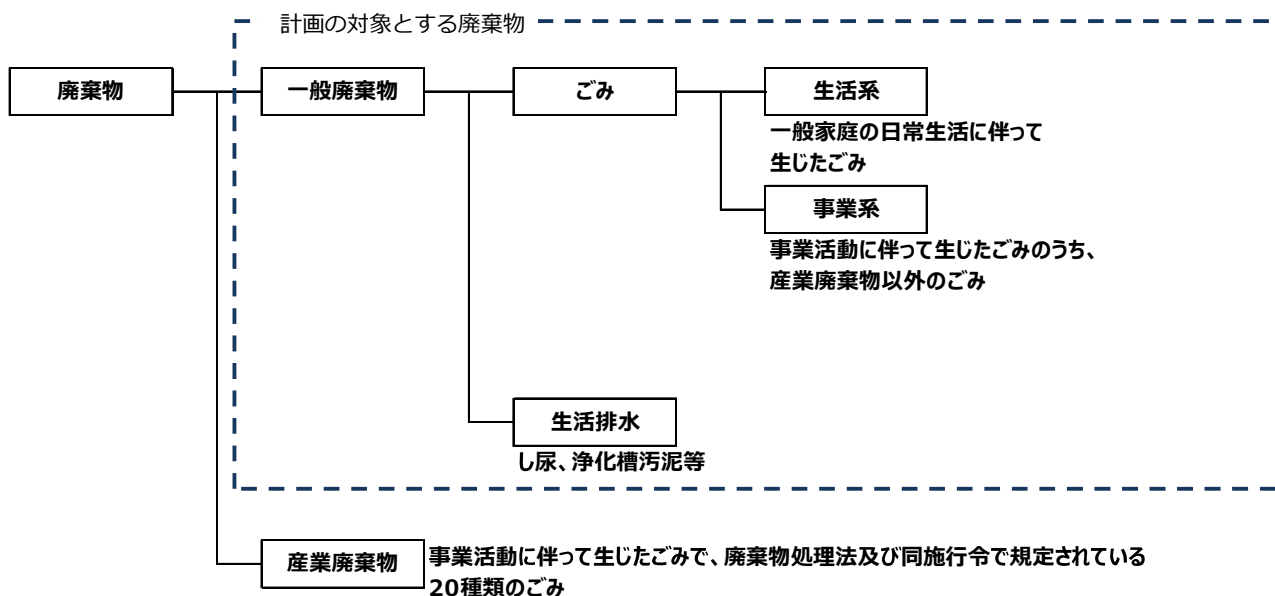 計画の対象とする廃棄物
廃棄物
一般廃棄物
ごみ
生活系
一般家庭の日常生活に伴って
生じたごみ
事業系
事業活動に伴って生じたごみのうち、
産業廃棄物以外のごみ
生活排水
し尿、浄化槽汚泥等
産業廃棄物
事業活動に伴って生じたごみで、廃棄物処理法及び同施行令で規定されている
20種類のごみ